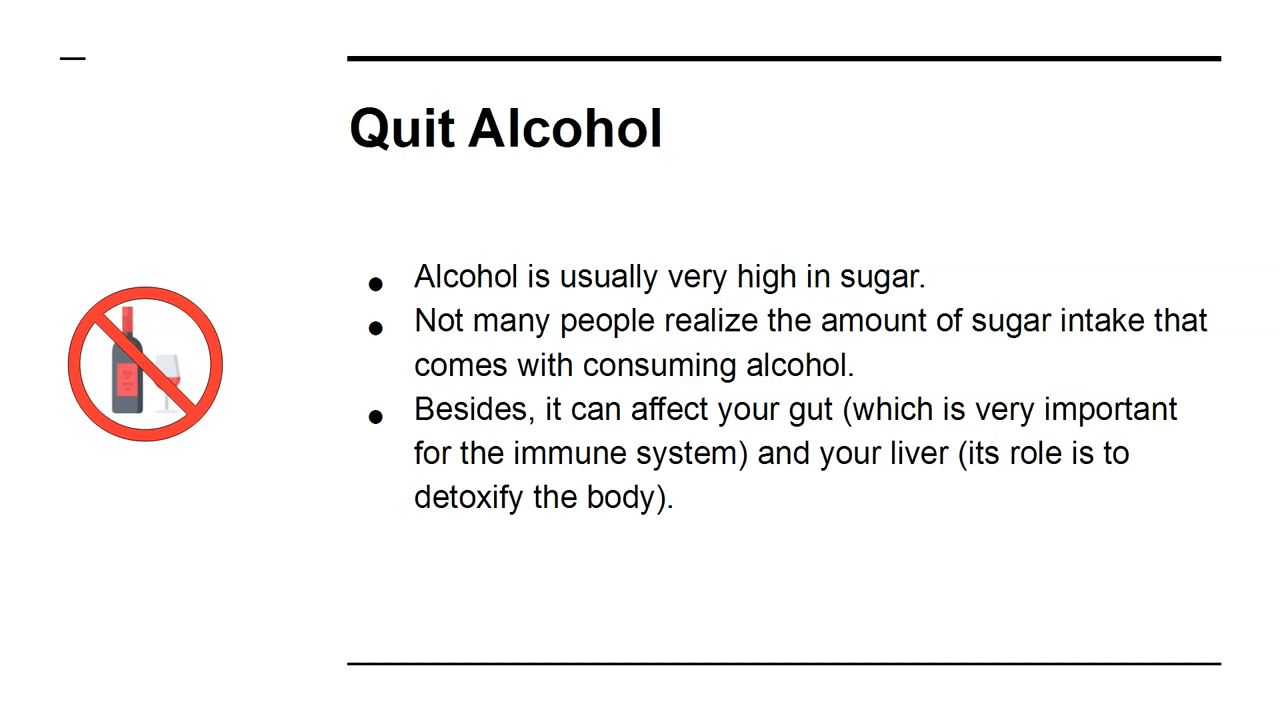 Quit Alcohol
● Alcohol is usually very high in sugar.
● Not many people realize the amount of sugar intake that
comes with consuming alcohol.
● Besides, it can affect your gut (which is very important
for the immune system) and your liver (its role is to
detoxify the body).